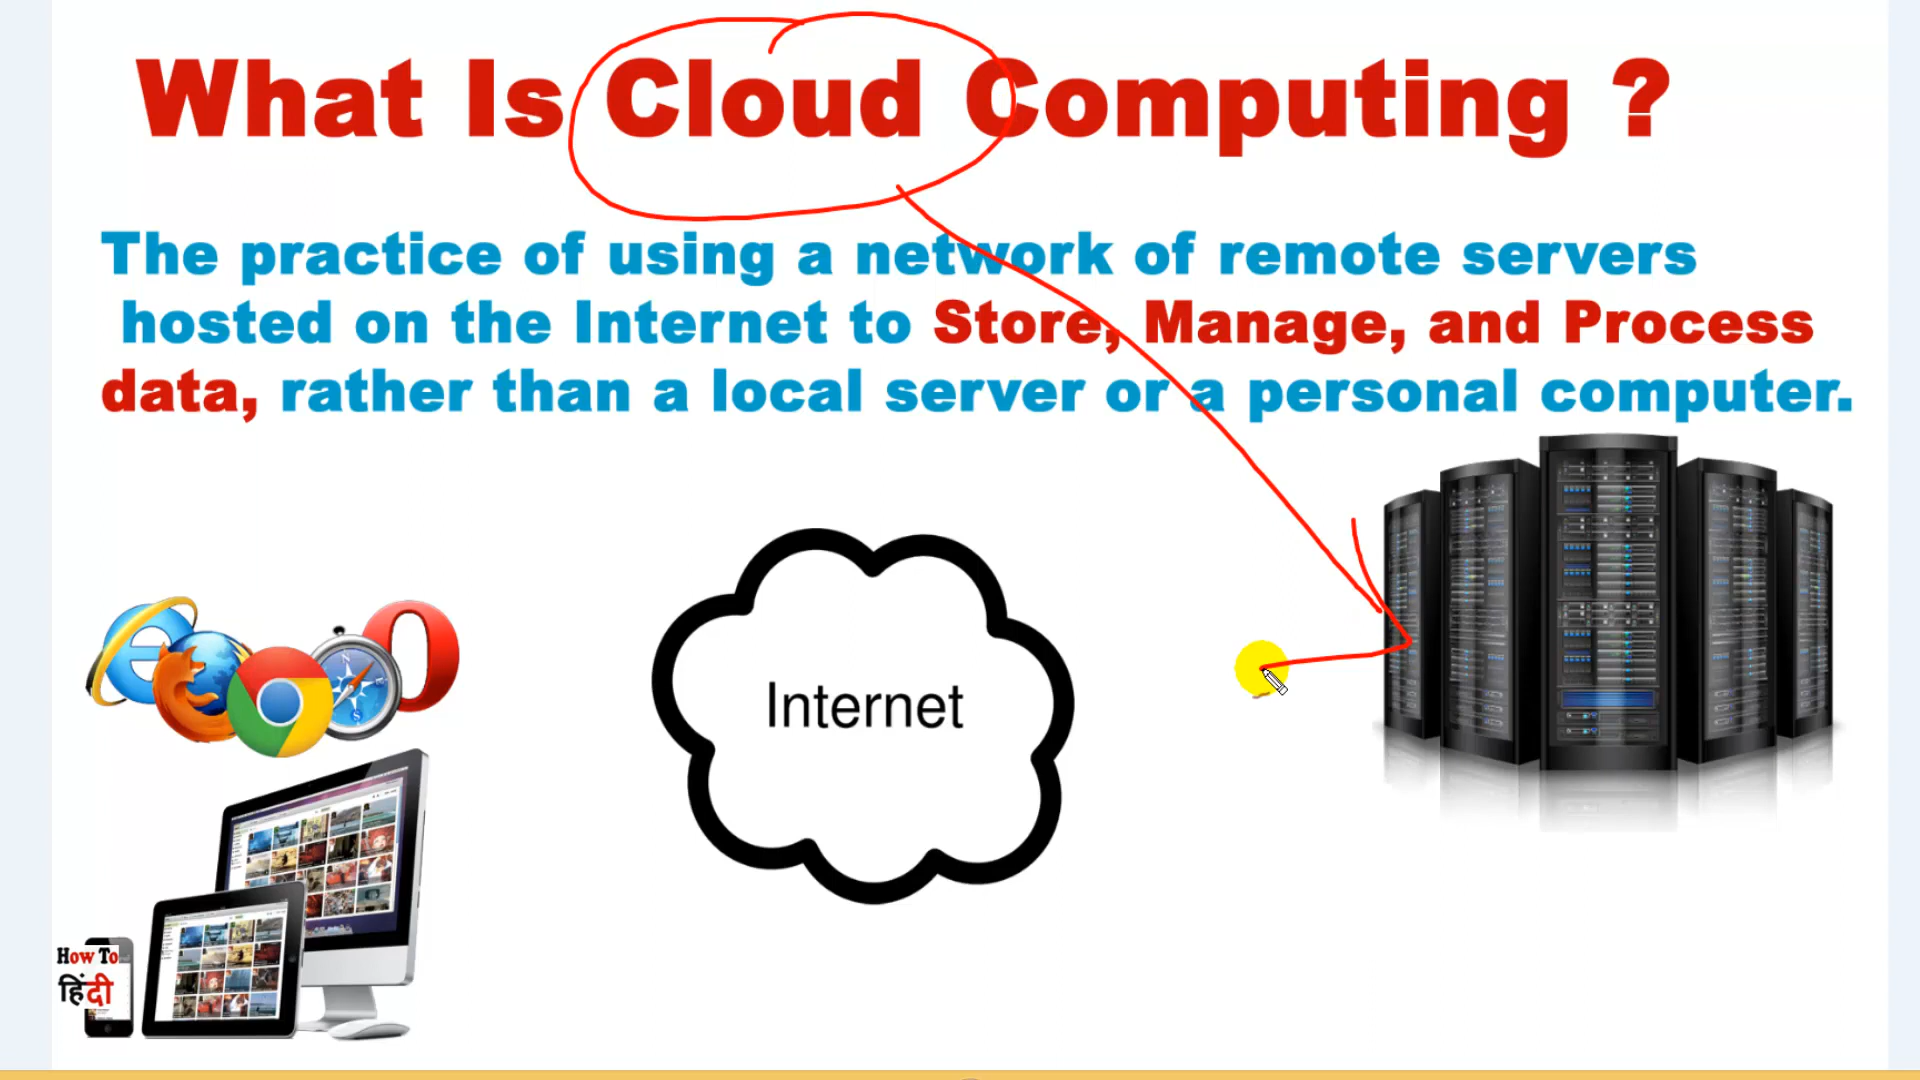 What Is Cloud Computing ?
The practice of using a network of remote servers
hosted on the Internet to Store, Manage, and Process
data, rather than a local server or a personal computer.
Internet
How To
हिंदी